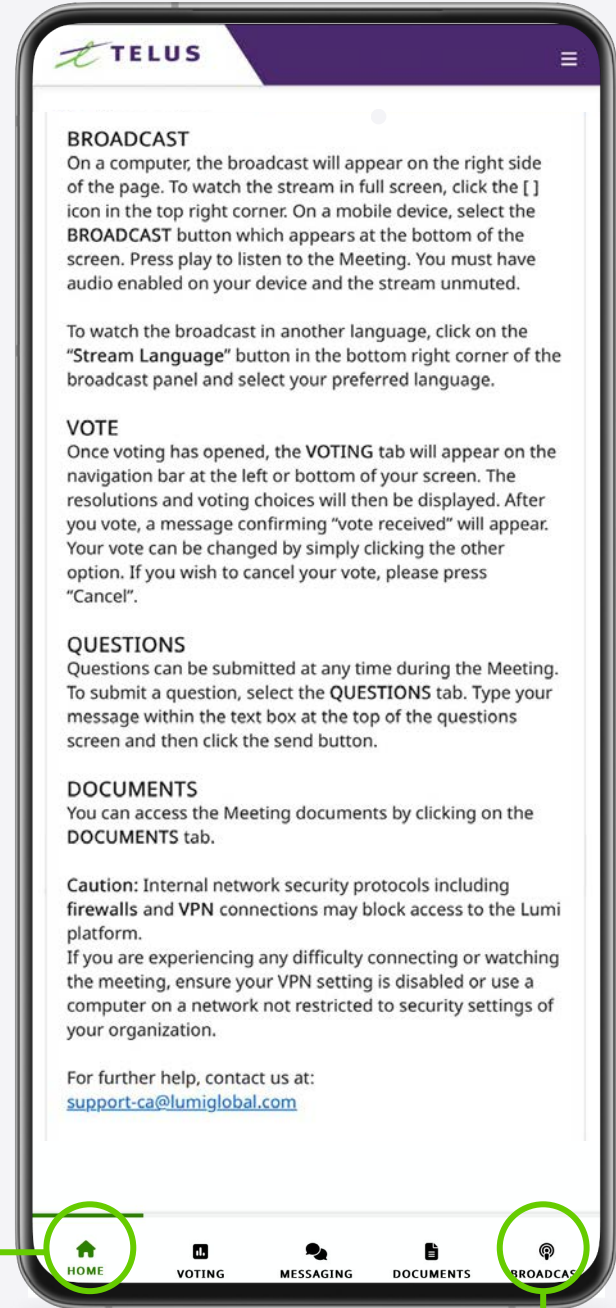 TELUS
BROADCAST
On a computer, the broadcast will appear on the right side
of the page. To watch the stream in full screen, click the [ ]
icon in the top right corner. On a mobile device, select the
BROADCAST button which appears at the bottom of the
screen. Press play to listen to the Meeting. You must have
audio enabled on your device and the stream unmuted.
To watch the broadcast in another language, click on the
“Stream Language” button in the bottom right corner of the
broadcast panel and select your preferred language.
VOTE
Once voting has opened, the VOTING tab will appear on the
navigation bar at the left or bottom of your screen. The
resolutions and voting choices will then be displayed. After
you vote, a message confirming “vote received” will appear.
Your vote can be changed by simply clicking the other
option. If you wish to cancel your vote, please press
“Cancel”.
QUESTIONS
Questions can be submitted at any time during the Meeting.
To submit a question, select the QUESTIONS tab. Type your
message within the text box at the top of the questions
screen and then click the send button.
DOCUMENTS
You can access the Meeting documents by clicking on the
DOCUMENTS tab.
Caution: Internal network security protocols including
firewalls and VPN connections may block access to the Lumi
platform.
If you are experiencing any difficulty connecting or watching
the meeting, ensure your VPN setting is disabled or use a
computer on a network not restricted to security settings of
your organization.
For further help, contact us at:
support-ca@lumiglobal.com
HOME VOTING MESSAGING DOCUMENTS BROADCAS